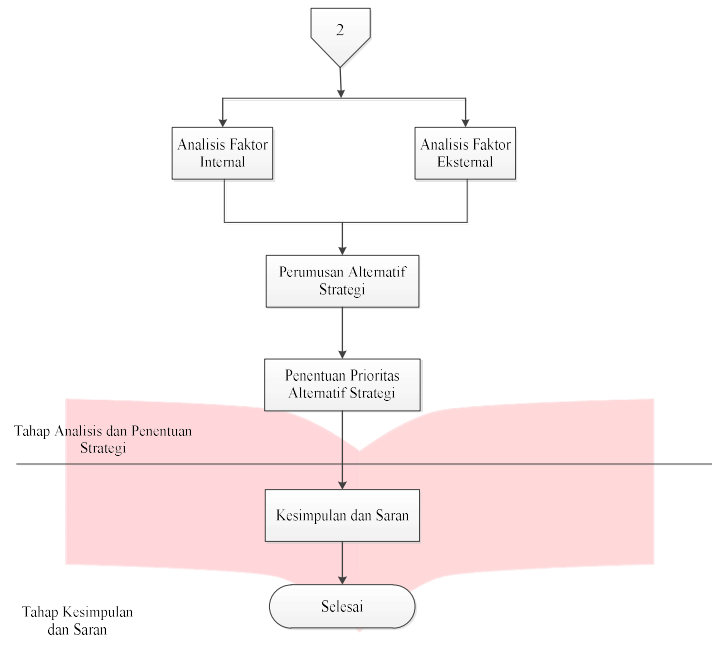 2
Analisis Faktor
Internal
Analisis Faktor
Eksternal
Perumusan Alternatif
Strategi
Penentuan Prioritas
Alternatif Strategi
Tahap Analisis dan Penentuan
Strategi
Kesimpulan dan Saran
Selesai
Tahap Kesimpulan
dan Saran